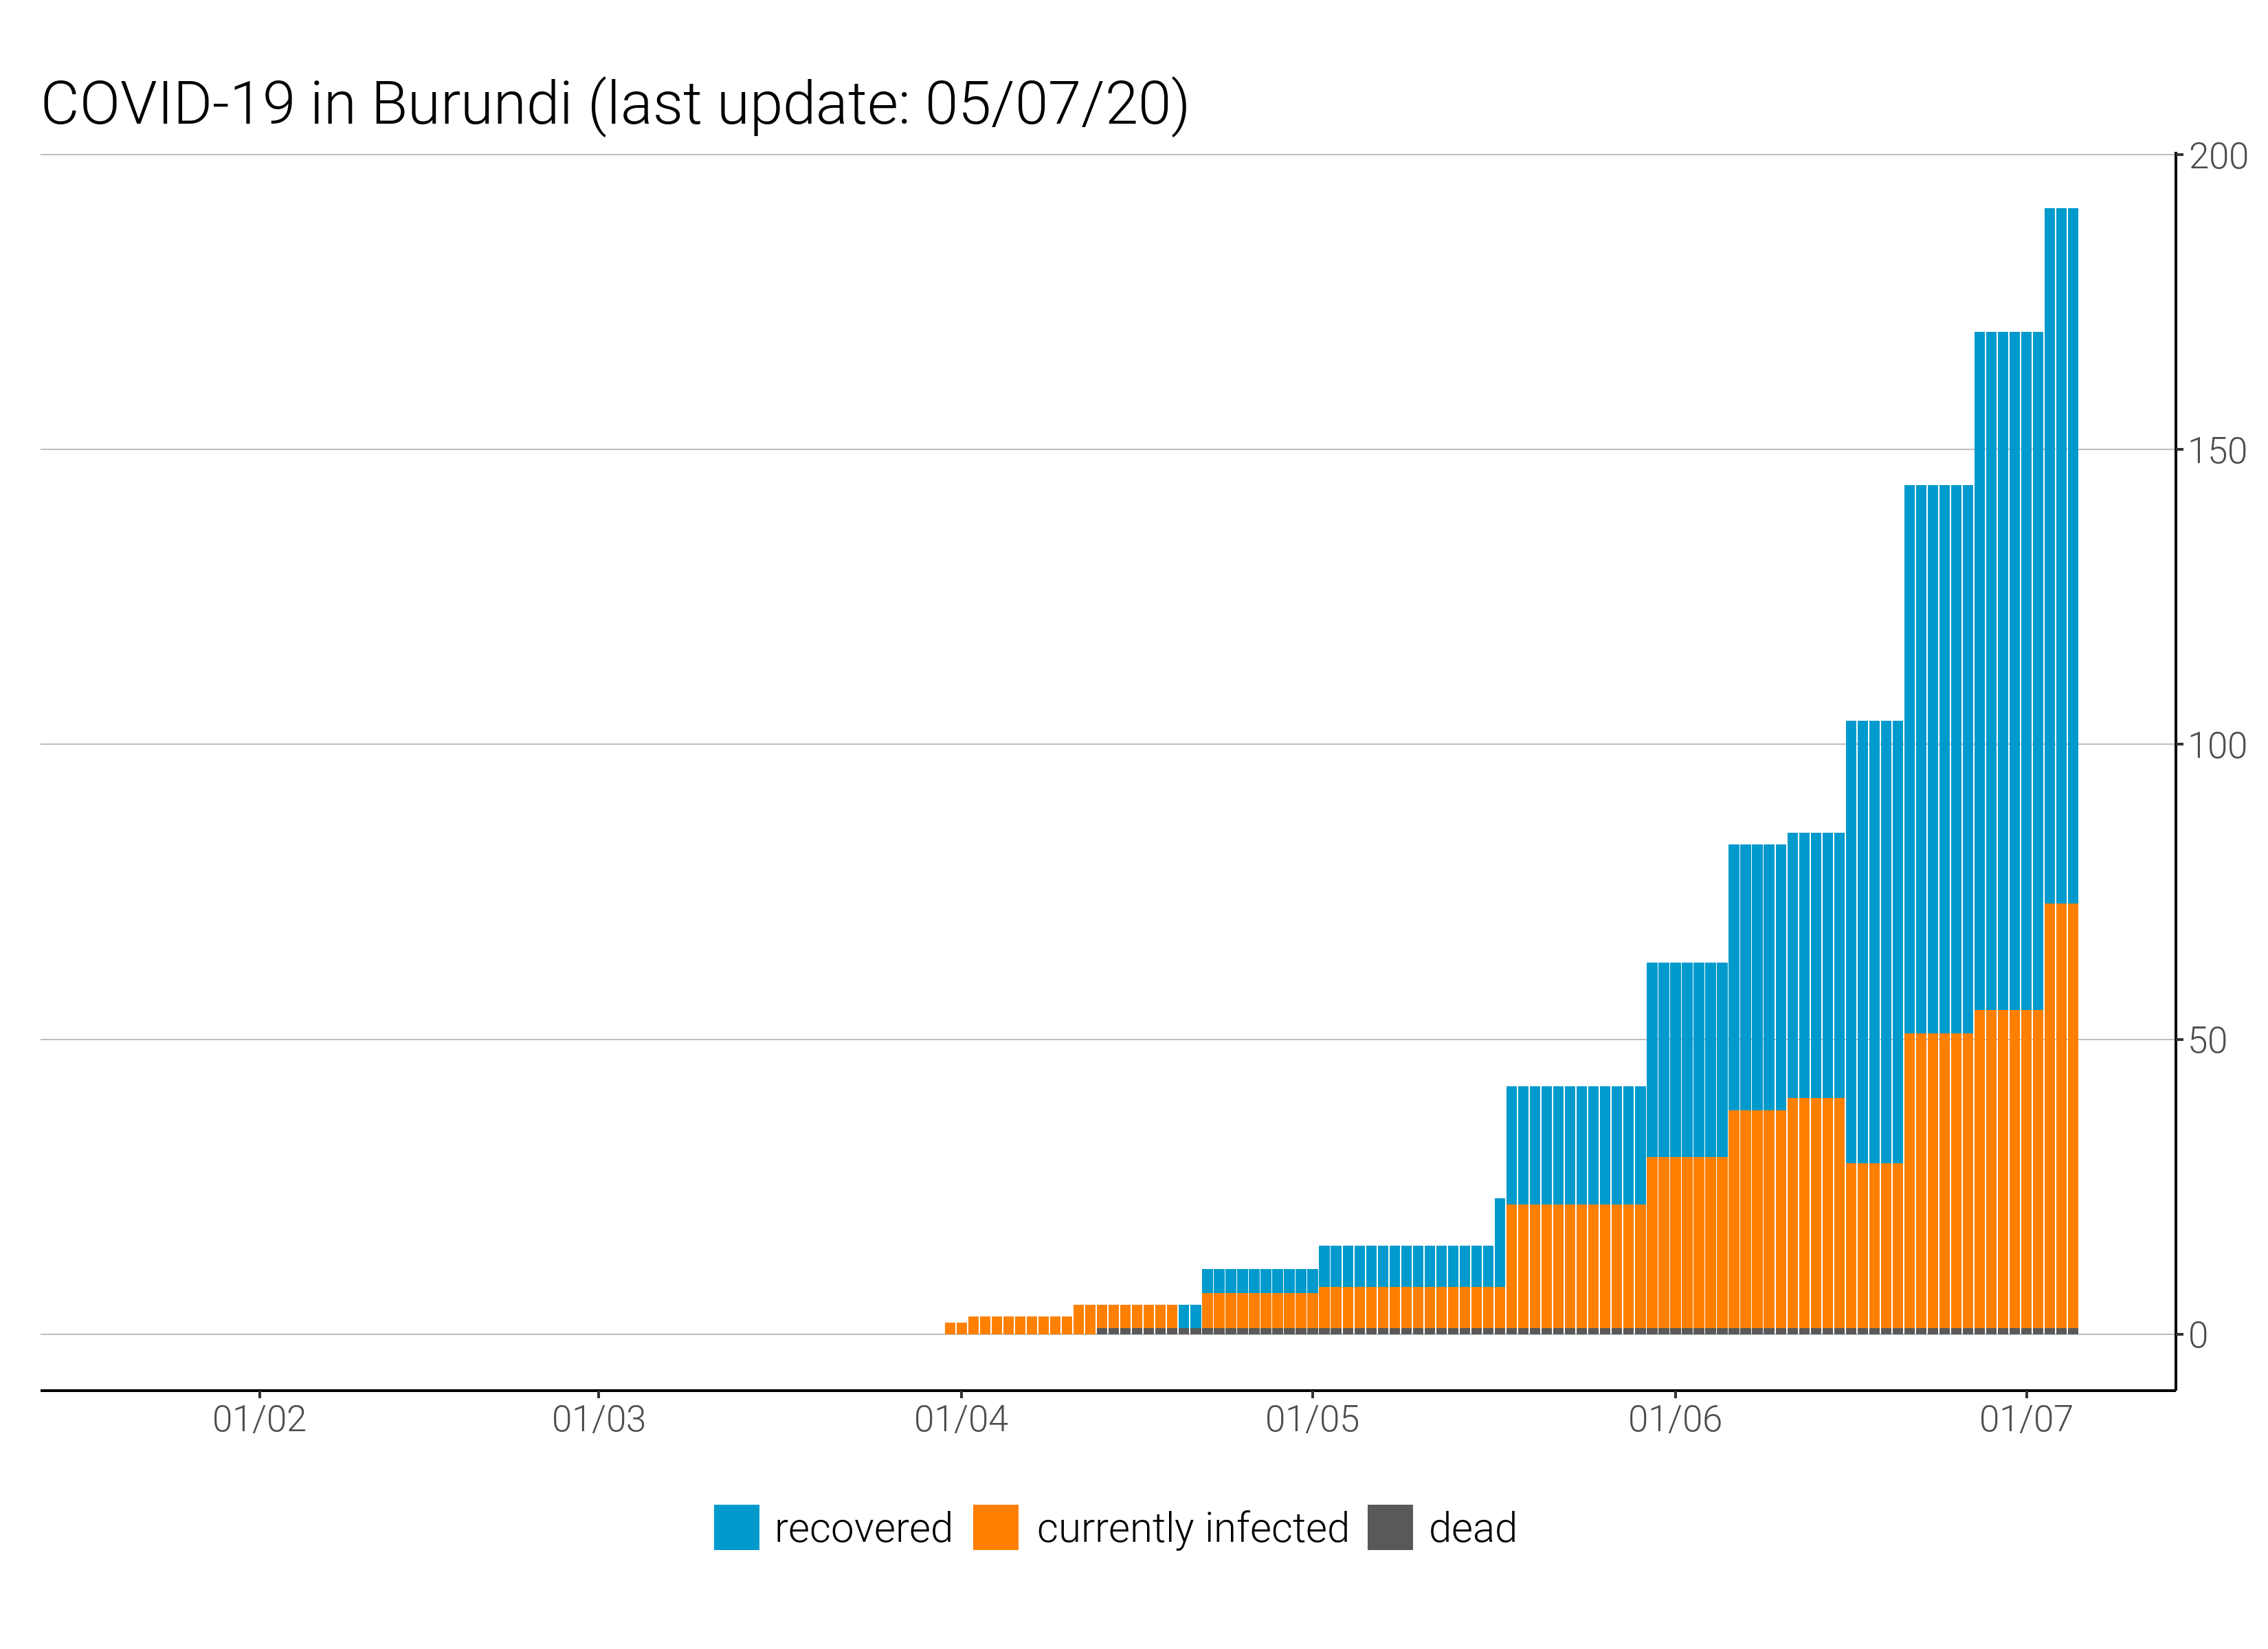 COVID-19 in Burundi (last update: 05/07/20)
200
150
100
50
0
01/02 01/03 01/04 01/05 01/06 01/07
recovered currently infected dead